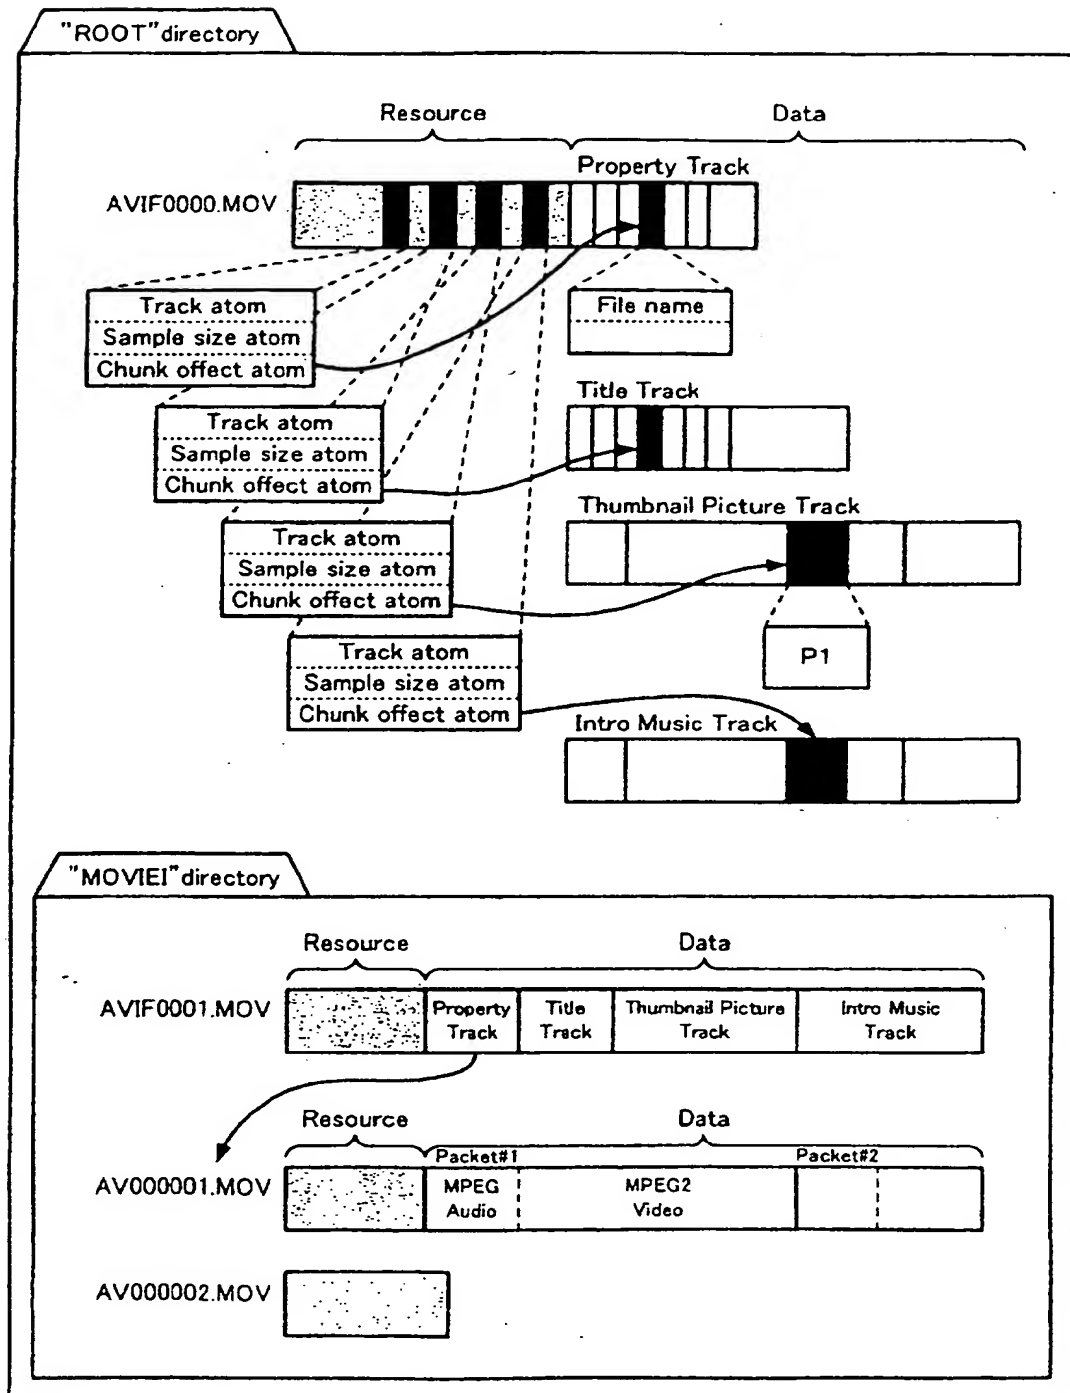 "ROOT" directory
Resource
Data
Property Track
AVIF0000.MOV
Track atom
Sample size atom
Chunk offect atom
File name
Title Track
Track atom
Sample size atom
Chunk offect atom
Thumbnail Picture Track
Track atom
Sample size atom
Chunk offect atom
P1
Track atom
Sample size atom
Chunk offect atom
Intro Music Track
"MOVIEI" directory
Resource
Data
AVIF0001.MOV
Property
Track
Title
Track
Thumbnail Picture
Track
Intro Music
Track
Resource
Data
Packet#1
Packet#2
AV000001.MOV
MPEG
Audio
MPEG2
Video
AV000002.MOV